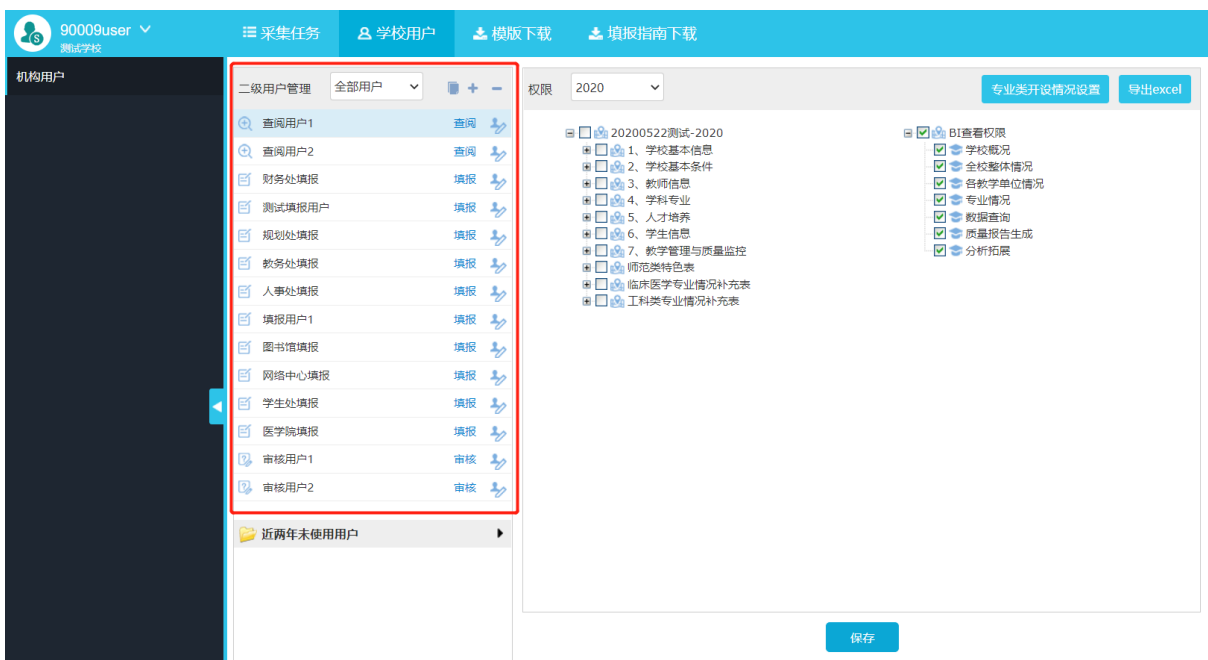 90009user
测试学校
采集任务
学校用户
模版下载
填报指南下载
机构用户
二级用户管理 全部用户
查阅用户1 查阅
查阅用户2 查阅
财务处填报 填报
测试填报用户 填报
规划处填报 填报
教务处填报 填报
人事处填报 填报
填报用户1 填报
图书馆填报 填报
网络中心填报 填报
学生处填报 填报
医学院填报 填报
审核用户1 审核
审核用户2 审核
近两年未使用用户
权限 2020 专业类开设情况设置 导出excel
20200522测试-2020
1、学校基本信息
2、学校基本条件
3、教师信息
4、学科专业
5、人才培养
6、学生信息
7、教学管理与质量监控
师范类特色表
临床医学专业情况补充表
工科类专业情况补充表
BI查看权限
学校概况
全校整体情况
各教学单位情况
专业情况
数据查询
质量报告生成
分析拓展
保存